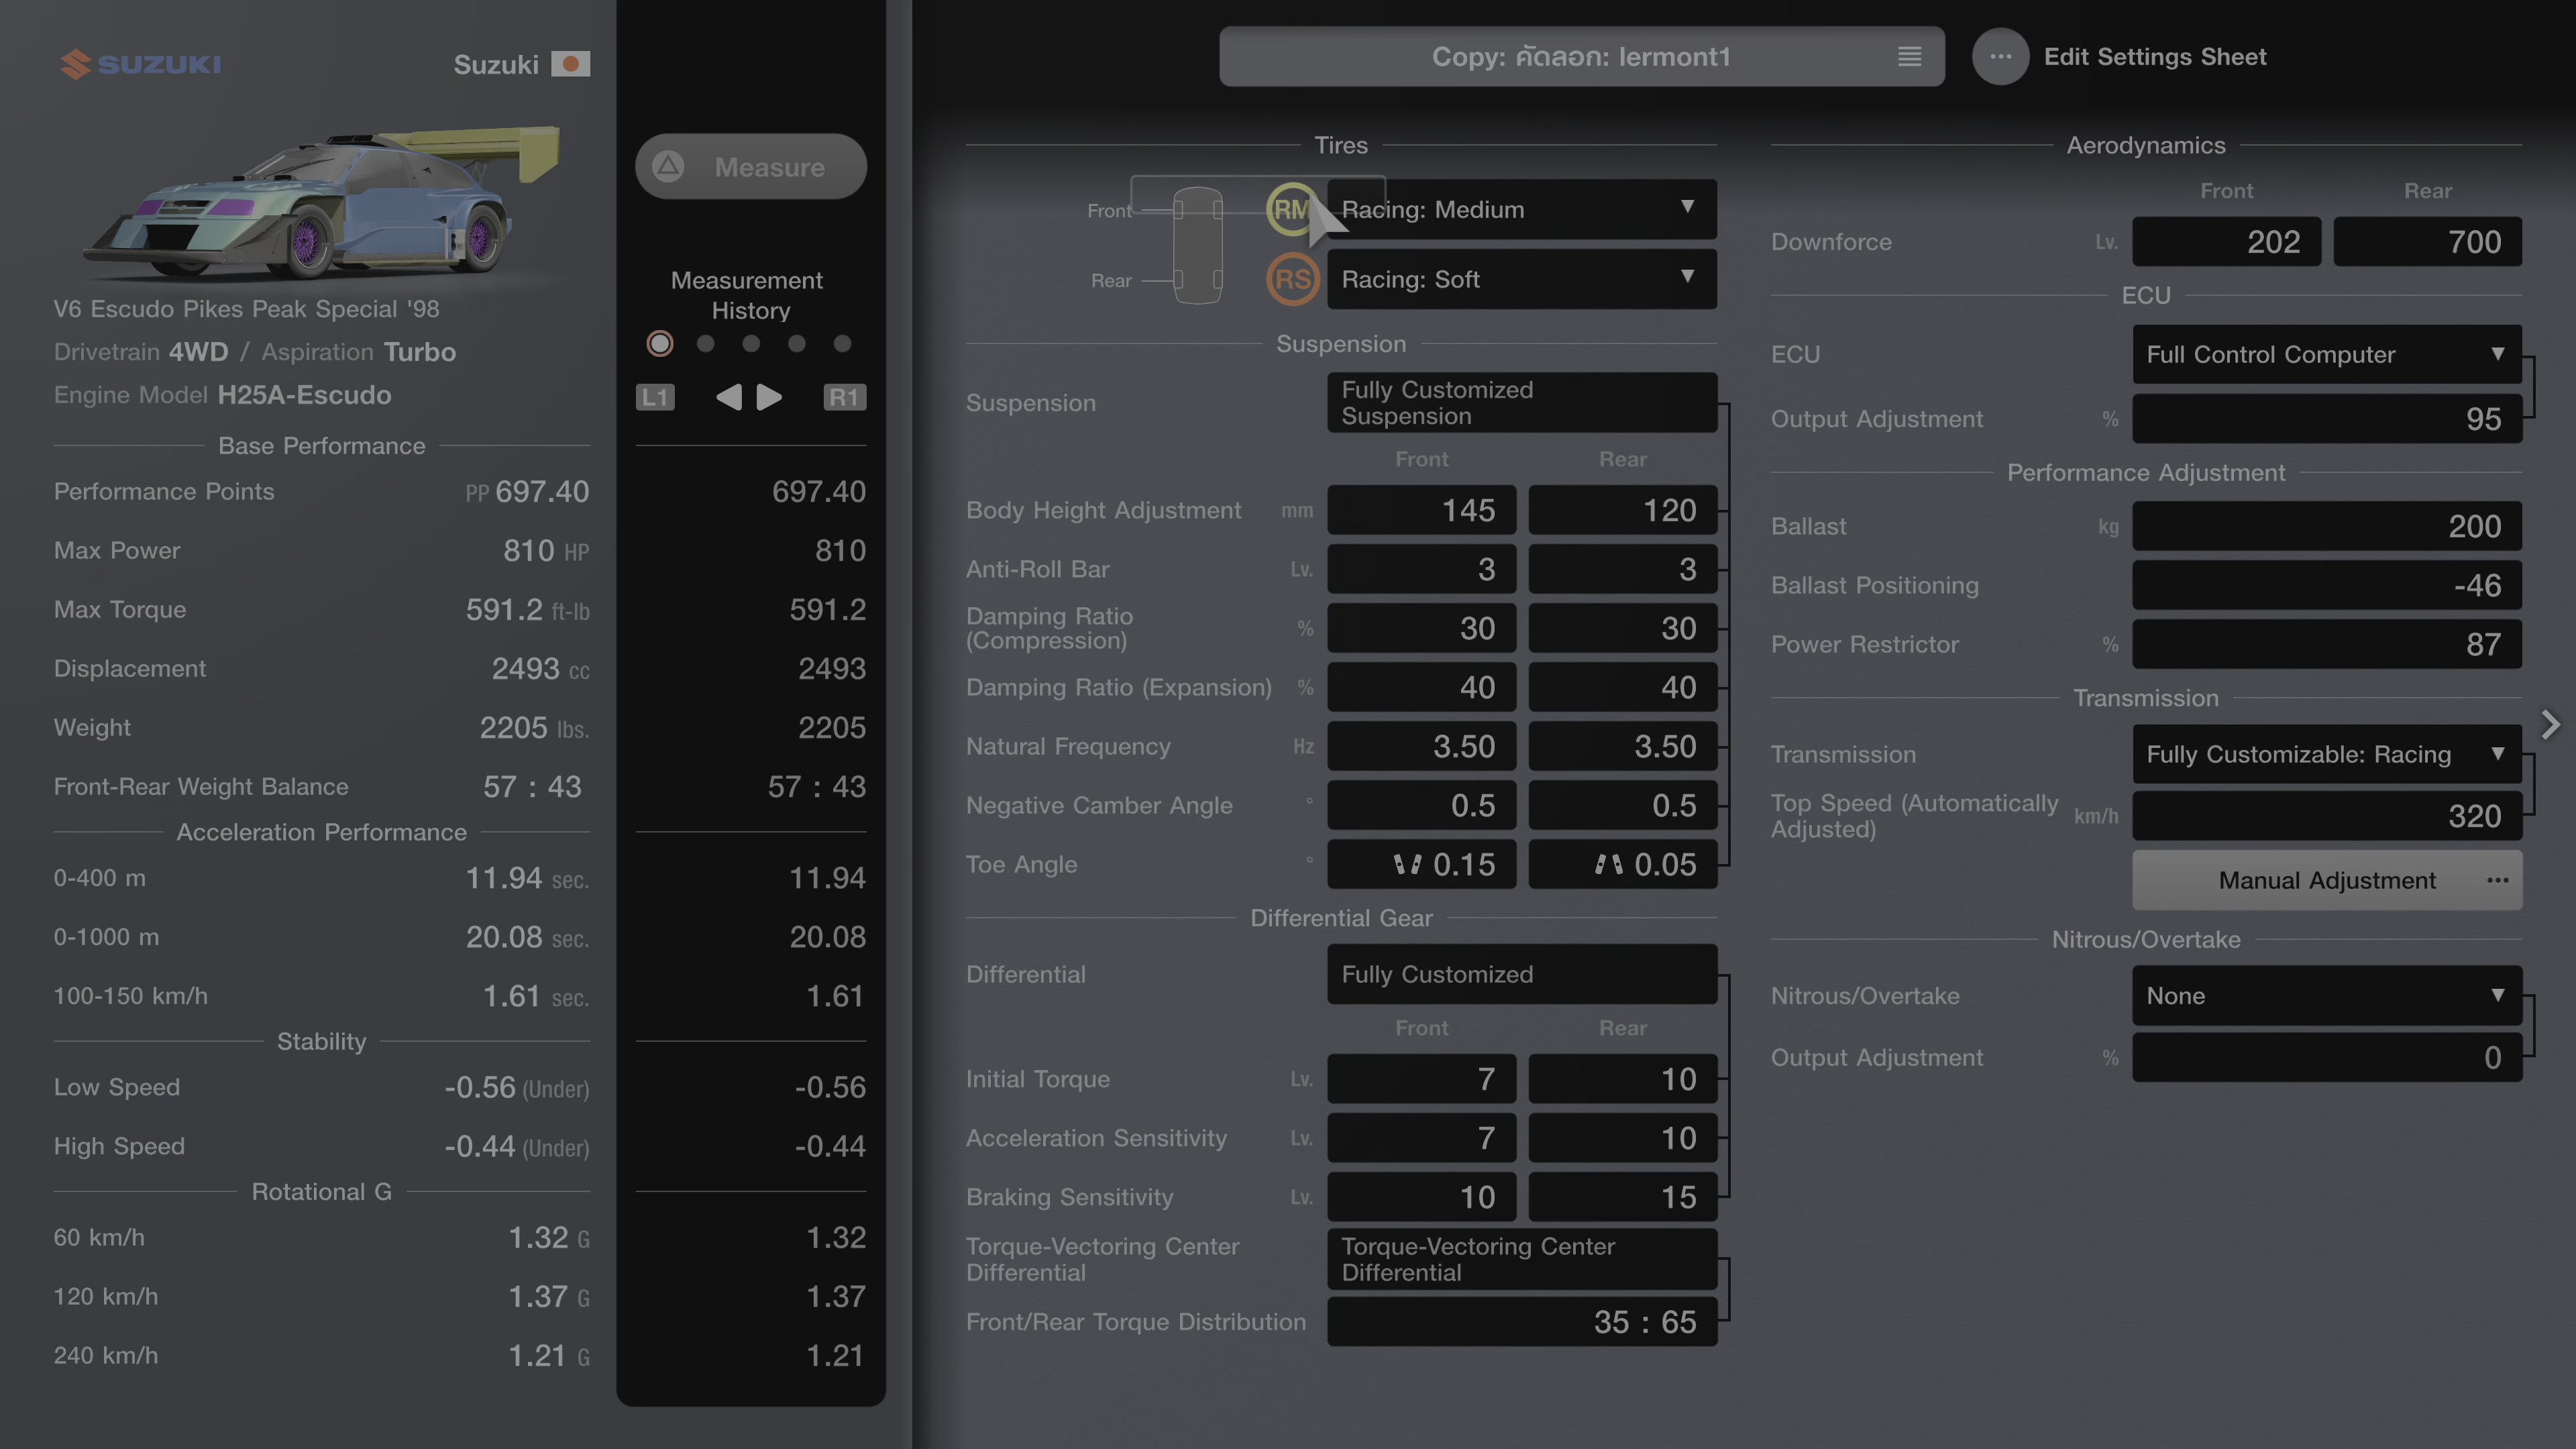 SUZUKI
Suzuki
V6 Escudo Pikes Peak Special '98
Drivetrain 4WD / Aspiration Turbo
Engine Model H25A-Escudo
Base Performance
Performance Points PP 697.40
Max Power 810 HP
Max Torque 591.2 ft-lb
Displacement 2493 cc
Weight 2205 lbs.
Front-Rear Weight Balance 57 : 43
Acceleration Performance
0-400 m 11.94 sec.
0-1000 m 20.08 sec.
100-150 km/h 1.61 sec.
Stability
Low Speed -0.56 (Under)
High Speed -0.44 (Under)
Rotational G
60 km/h 1.32 G
120 km/h 1.37 G
240 km/h 1.21 G
Measure
Measurement
History
L1 R1
697.40
810
591.2
2493
2205
57 : 43
11.94
20.08
1.61
-0.56
-0.44
1.32
1.37
1.21
Copy: คัดลอก: lermont1
Edit Settings Sheet
Tires
Front RM Racing: Medium
Rear RS Racing: Soft
Suspension
Suspension Fully Customized
Suspension
Front Rear
Body Height Adjustment mm 145 120
Anti-Roll Bar Lv. 3 3
Damping Ratio
(Compression) % 30 30
Damping Ratio (Expansion) % 40 40
Natural Frequency Hz 3.50 3.50
Negative Camber Angle ° 0.5 0.5
Toe Angle ° 0.15 0.05
Differential Gear
Differential Fully Customized
Front Rear
Initial Torque Lv. 7 10
Acceleration Sensitivity Lv. 7 10
Braking Sensitivity Lv. 10 15
Torque-Vectoring Center Torque-Vectoring Center
Differential Differential
Front/Rear Torque Distribution 35 : 65
Aerodynamics
Front Rear
Downforce Lv. 202 700
ECU
ECU Full Control Computer
Output Adjustment % 95
Performance Adjustment
Ballast kg 200
Ballast Positioning -46
Power Restrictor % 87
Transmission
Transmission Fully Customizable: Racing
Top Speed (Automatically
Adjusted) km/h 320
Manual Adjustment
Nitrous/Overtake
Nitrous/Overtake None
Output Adjustment % 0